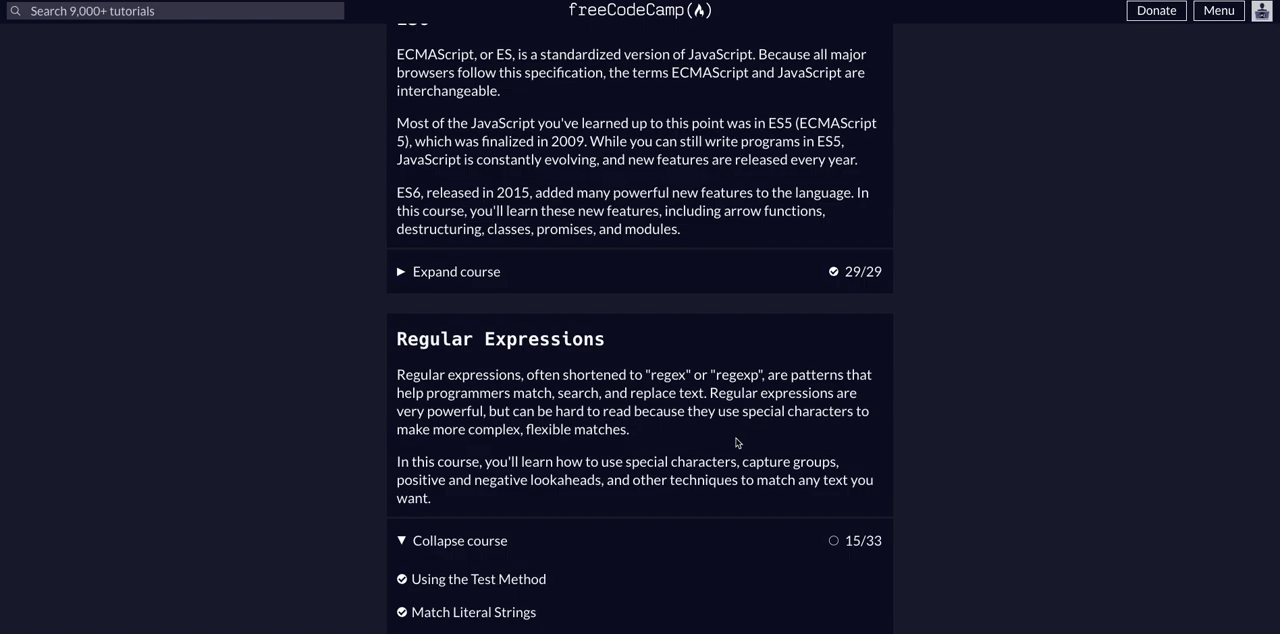 Search 9,000+ tutorials
freeCodeCamp
Donate
Menu
ECMAScript, or ES, is a standardized version of JavaScript. Because all major
browsers follow this specification, the terms ECMAScript and JavaScript are
interchangeable.
Most of the JavaScript you've learned up to this point was in ES5 (ECMAScript
5), which was finalized in 2009. While you can still write programs in ES5,
JavaScript is constantly evolving, and new features are released every year.
ES6, released in 2015, added many powerful new features to the language. In
this course, you'll learn these new features, including arrow functions,
destructuring, classes, promises, and modules.
Expand course 29/29
Regular Expressions
Regular expressions, often shortened to "regex" or "regexp", are patterns that
help programmers match, search, and replace text. Regular expressions are
very powerful, but can be hard to read because they use special characters to
make more complex, flexible matches.
In this course, you'll learn how to use special characters, capture groups,
positive and negative lookaheads, and other techniques to match any text you
want.
Collapse course 15/33
Using the Test Method
Match Literal Strings